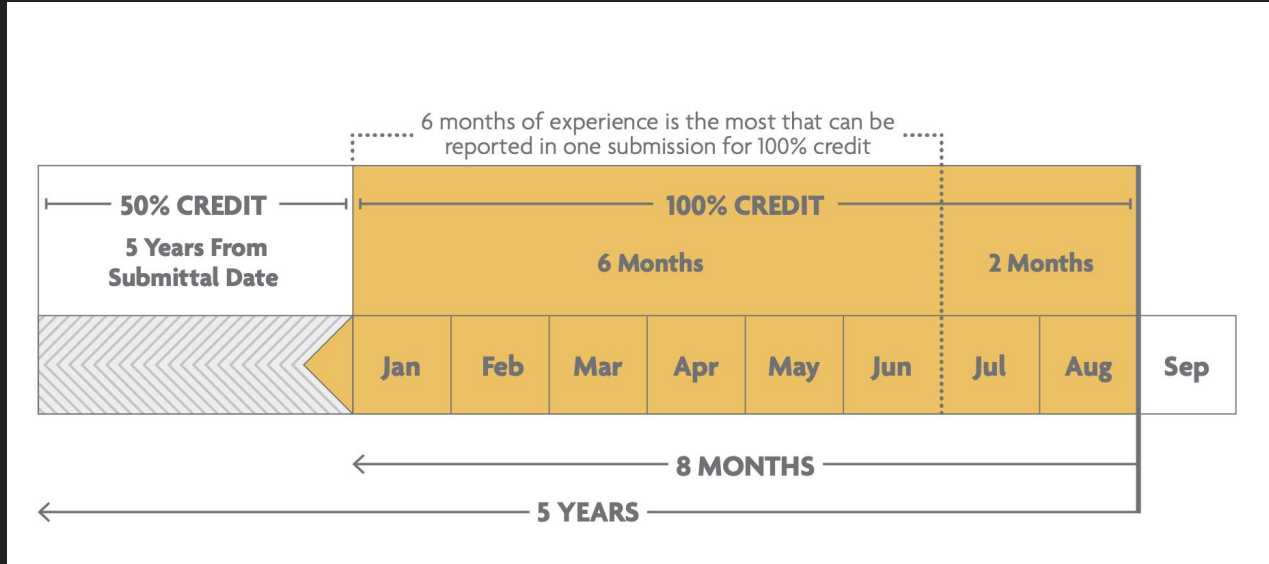 6 months of experience is the most that can be
reported in one submission for 100% credit
50% CREDIT
100% CREDIT
5 Years From
Submittal Date
6 Months
2 Months
Jan
Feb
Mar
Apr
May
Jun
Jul
Aug
Sep
8 MONTHS
5 YEARS